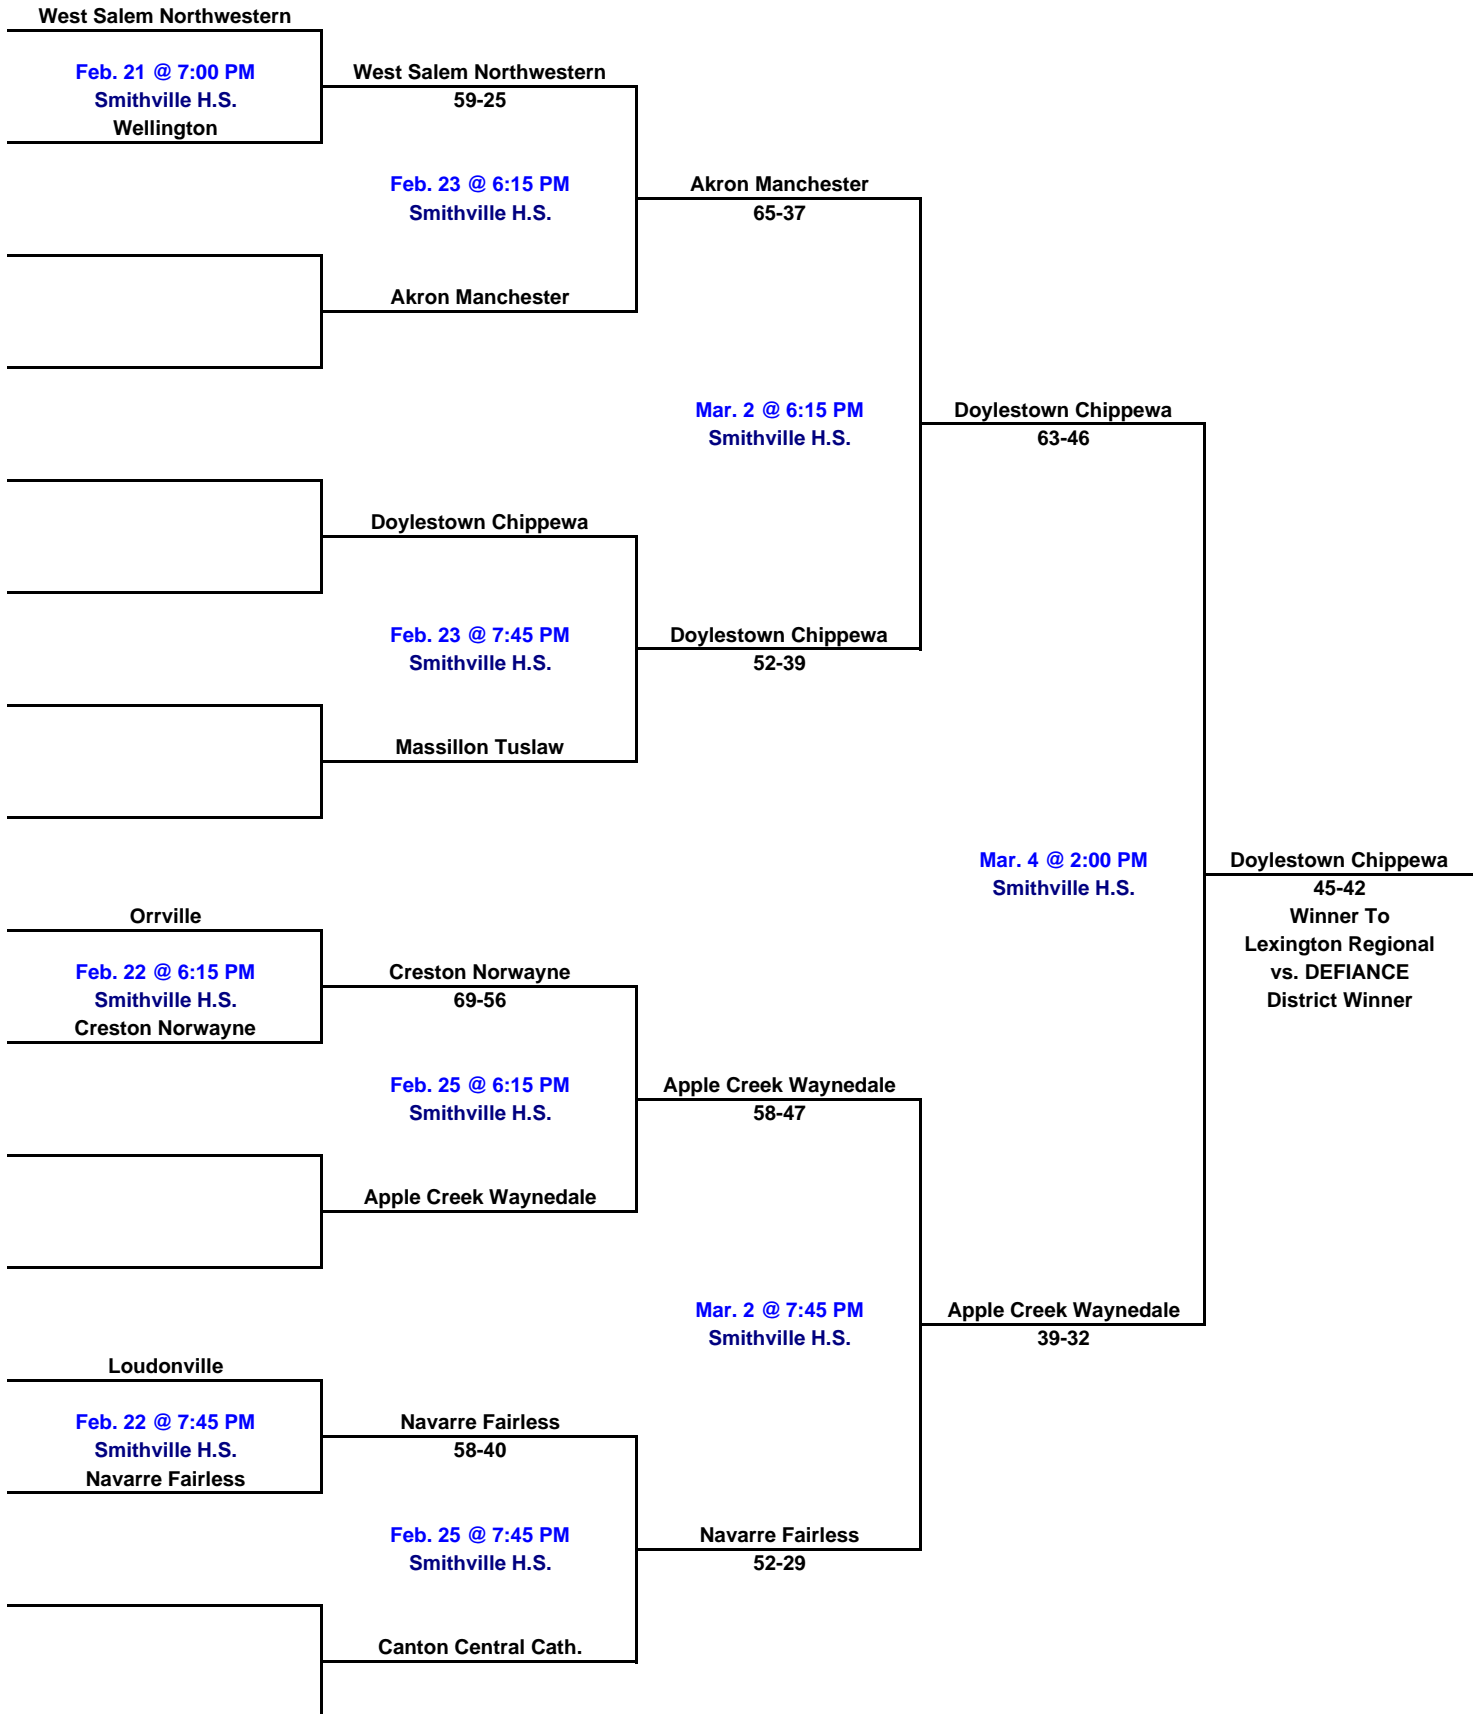 West Salem Northwestern
Feb. 21 @ 7:00 PM
Smithville H.S.
Wellington
West Salem Northwestern
59-25
Feb. 23 @ 6:15 PM
Smithville H.S.
Akron Manchester
Akron Manchester
65-37
Mar. 2 @ 6:15 PM
Smithville H.S.
Doylestown Chippewa
63-46
Doylestown Chippewa
Feb. 23 @ 7:45 PM
Smithville H.S.
Massillon Tuslaw
Doylestown Chippewa
52-39
Mar. 4 @ 2:00 PM
Smithville H.S.
Doylestown Chippewa
45-42
Winner To
Lexington Regional
vs. DEFIANCE
District Winner
Orrville
Feb. 22 @ 6:15 PM
Smithville H.S.
Creston Norwayne
Creston Norwayne
69-56
Feb. 25 @ 6:15 PM
Smithville H.S.
Apple Creek Waynedale
Apple Creek Waynedale
58-47
Mar. 2 @ 7:45 PM
Smithville H.S.
Apple Creek Waynedale
39-32
Loudonville
Feb. 22 @ 7:45 PM
Smithville H.S.
Navarre Fairless
Navarre Fairless
58-40
Feb. 25 @ 7:45 PM
Smithville H.S.
Canton Central Cath.
Navarre Fairless
52-29